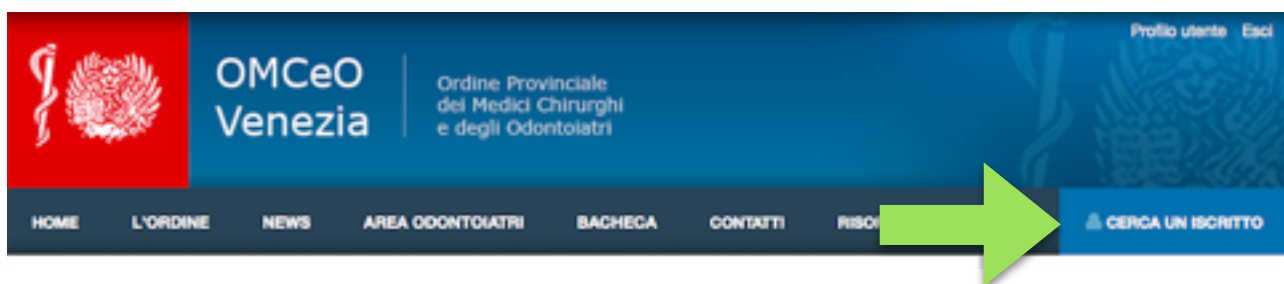 Profilo utente Esci
OMCeO
Venezia
Ordine Provinciale
dei Medici Chirurghi
e degli Odontoiatri
HOME L'ORDINE NEWS AREA ODONTOIATRI BACHECA CONTATTI CERCA UN ISCRITTO